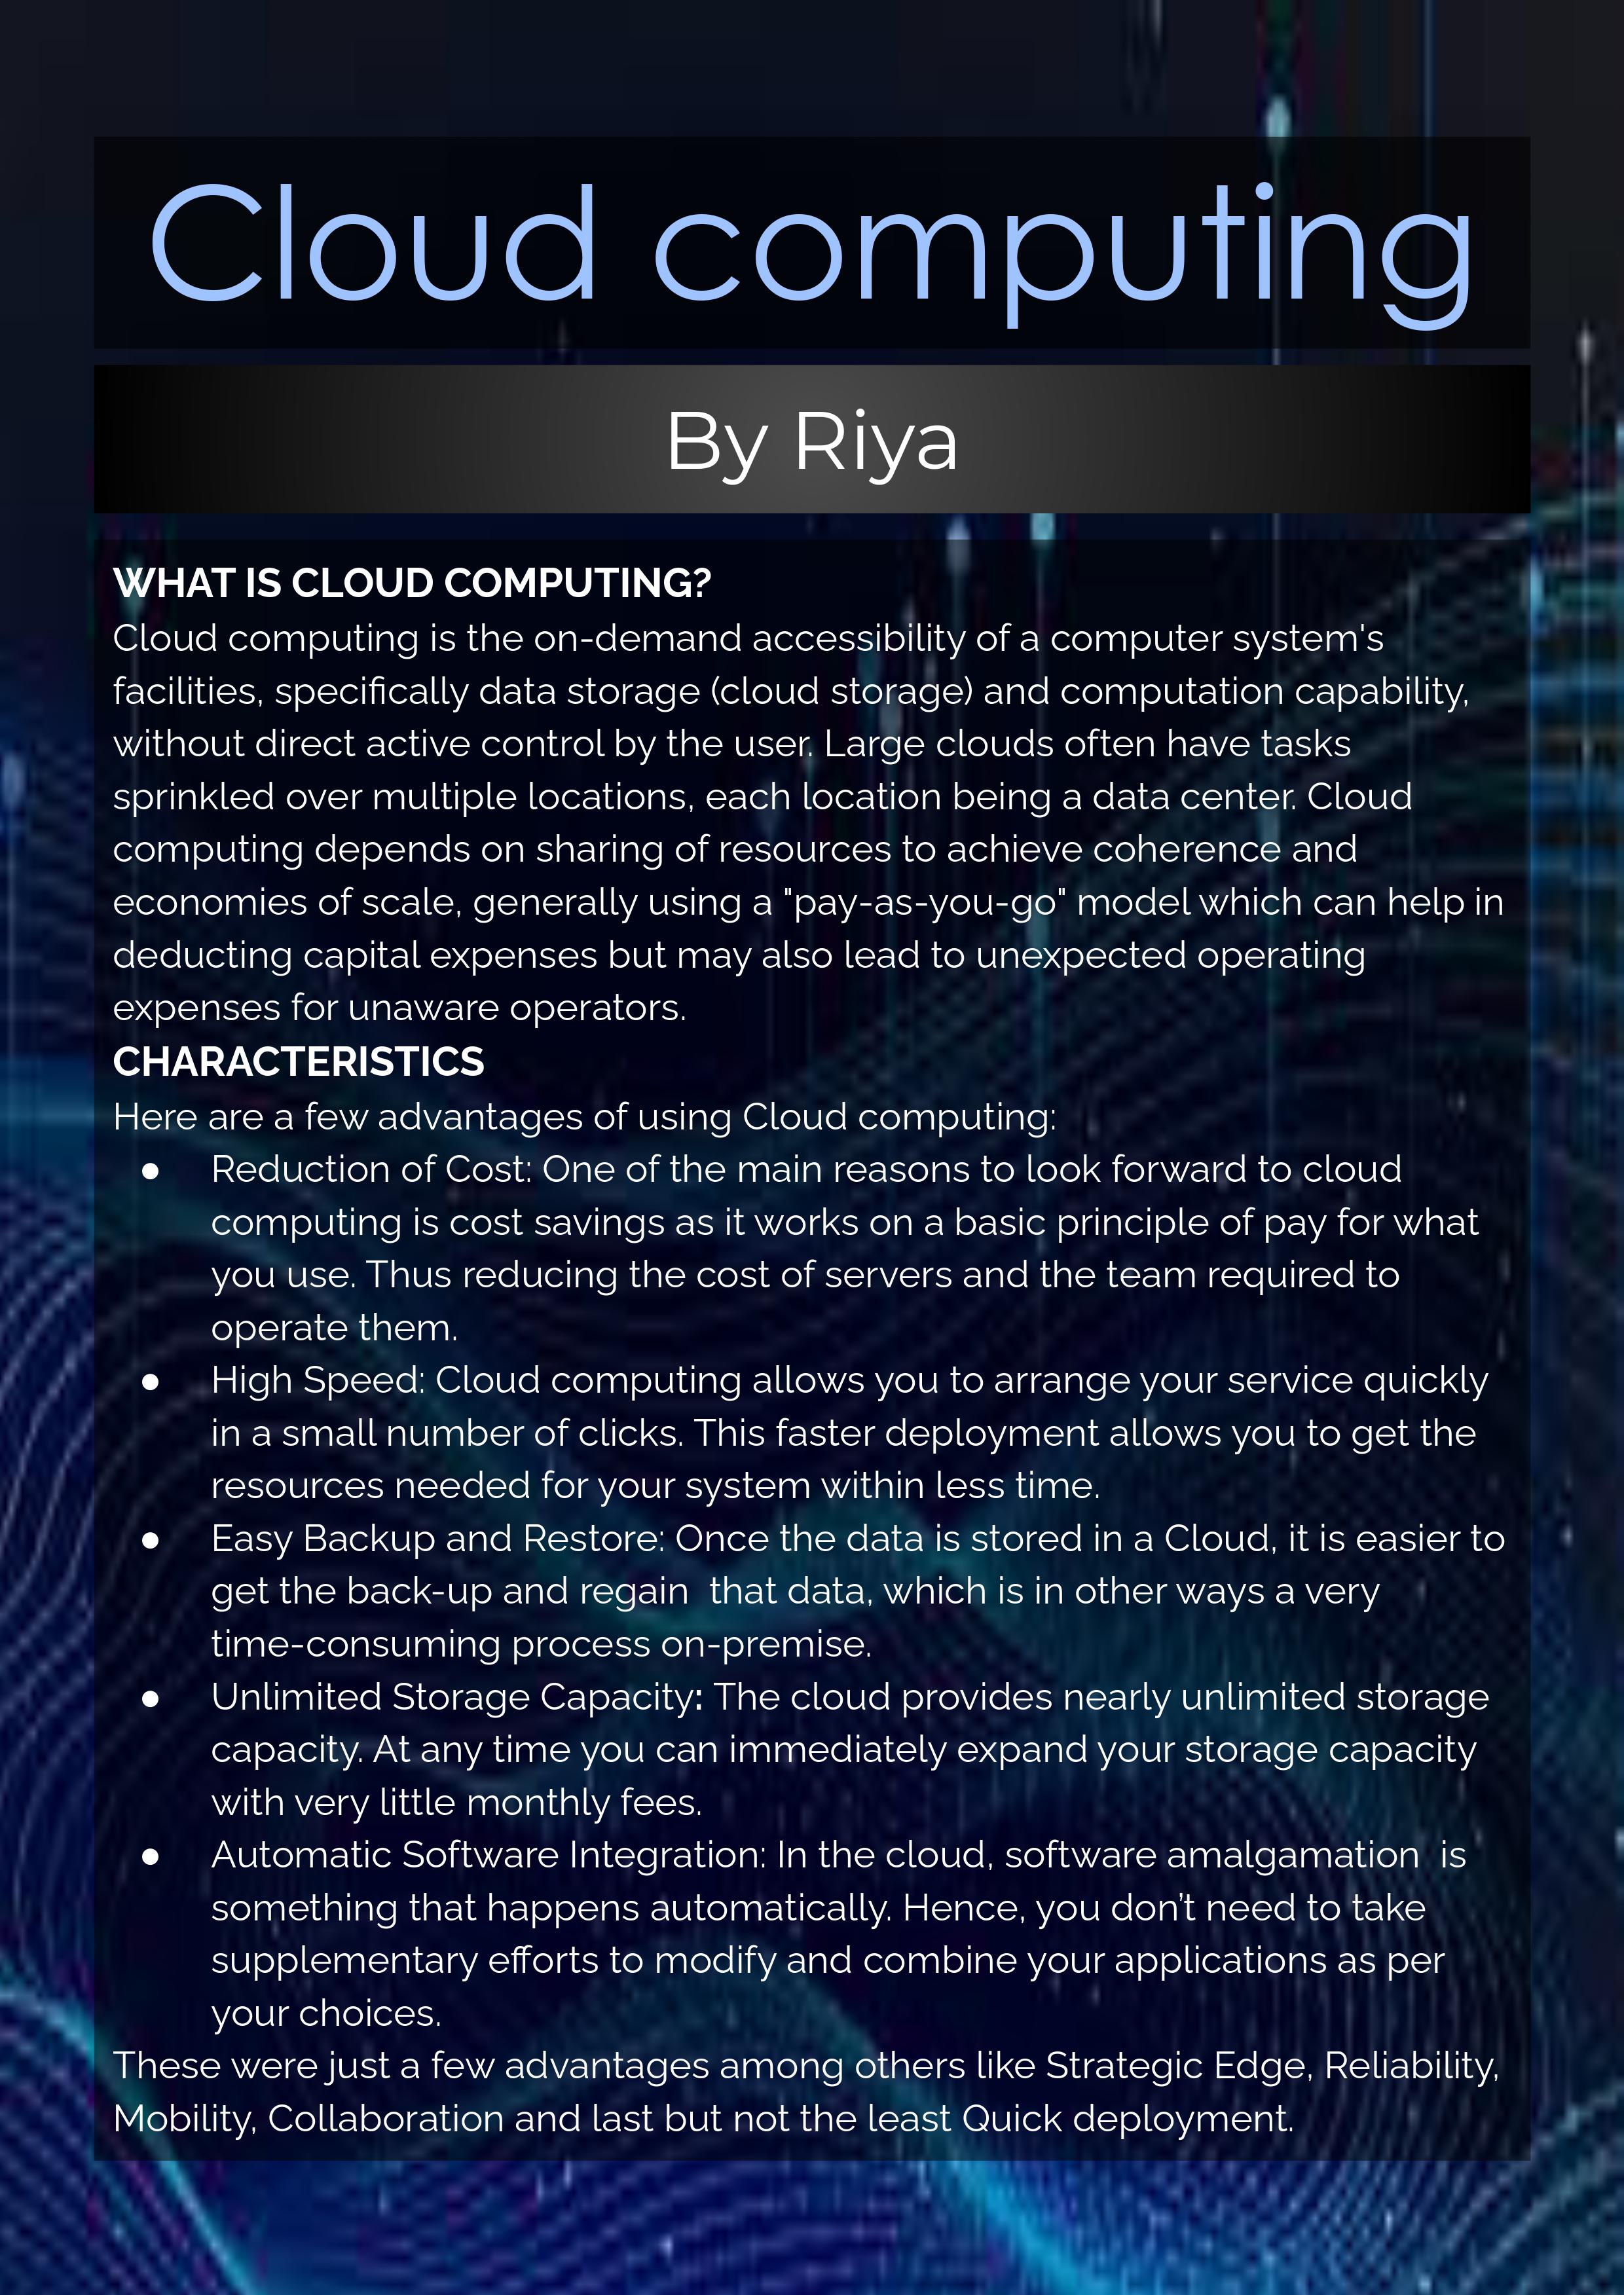 Cloud computing
By Riya
WHAT IS CLOUD COMPUTING?
Cloud computing is the on-demand accessibility of a computer system's
facilities, specifically data storage (cloud storage) and computation capability,
without direct active control by the user. Large clouds often have tasks
sprinkled over multiple locations, each location being a data center. Cloud
computing depends on sharing of resources to achieve coherence and
economies of scale, generally using a "pay-as-you-go" model which can help in
deducting capital expenses but may also lead to unexpected operating
expenses for unaware operators.
CHARACTERISTICS
Here are a few advantages of using Cloud computing:
● Reduction of Cost: One of the main reasons to look forward to cloud
computing is cost savings as it works on a basic principle of pay for what
you use. Thus reducing the cost of servers and the team required to
operate them.
● High Speed: Cloud computing allows you to arrange your service quickly
in a small number of clicks. This faster deployment allows you to get the
resources needed for your system within less time.
● Easy Backup and Restore: Once the data is stored in a Cloud, it is easier to
get the back-up and regain  that data, which is in other ways a very
time-consuming process on-premise.
● Unlimited Storage Capacity: The cloud provides nearly unlimited storage
capacity. At any time you can immediately expand your storage capacity
with very little monthly fees.
● Automatic Software Integration: In the cloud, software amalgamation  is
something that happens automatically. Hence, you don’t need to take
supplementary efforts to modify and combine your applications as per
your choices.
These were just a few advantages among others like Strategic Edge, Reliability,
Mobility, Collaboration and last but not the least Quick deployment.